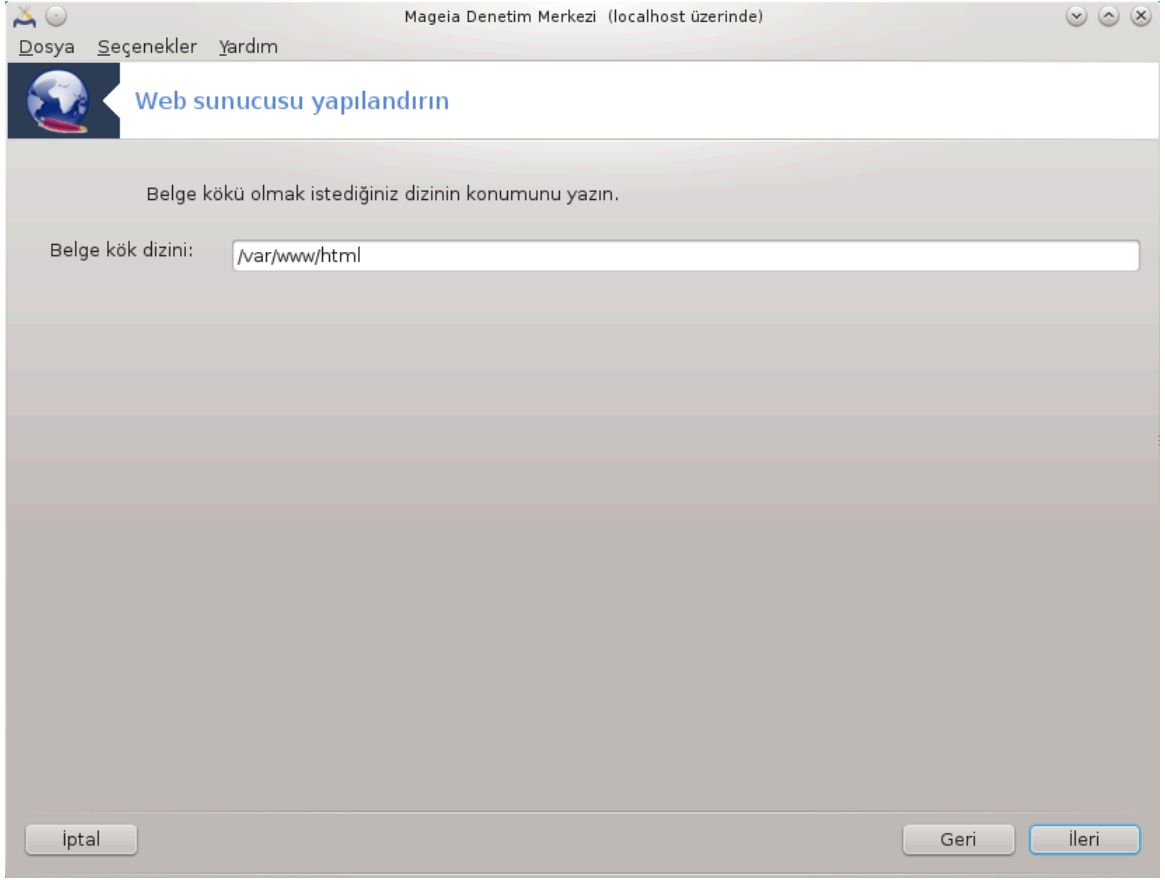 Mageia Denetim Merkezi (localhost üzerinde)
Dosya Seçenekler Yardım
Web sunucusu yapılandırın
Belge kökü olmak istediğiniz dizinin konumunu yazın.
Belge kök dizini: /var/www/html
İptal Geri İleri